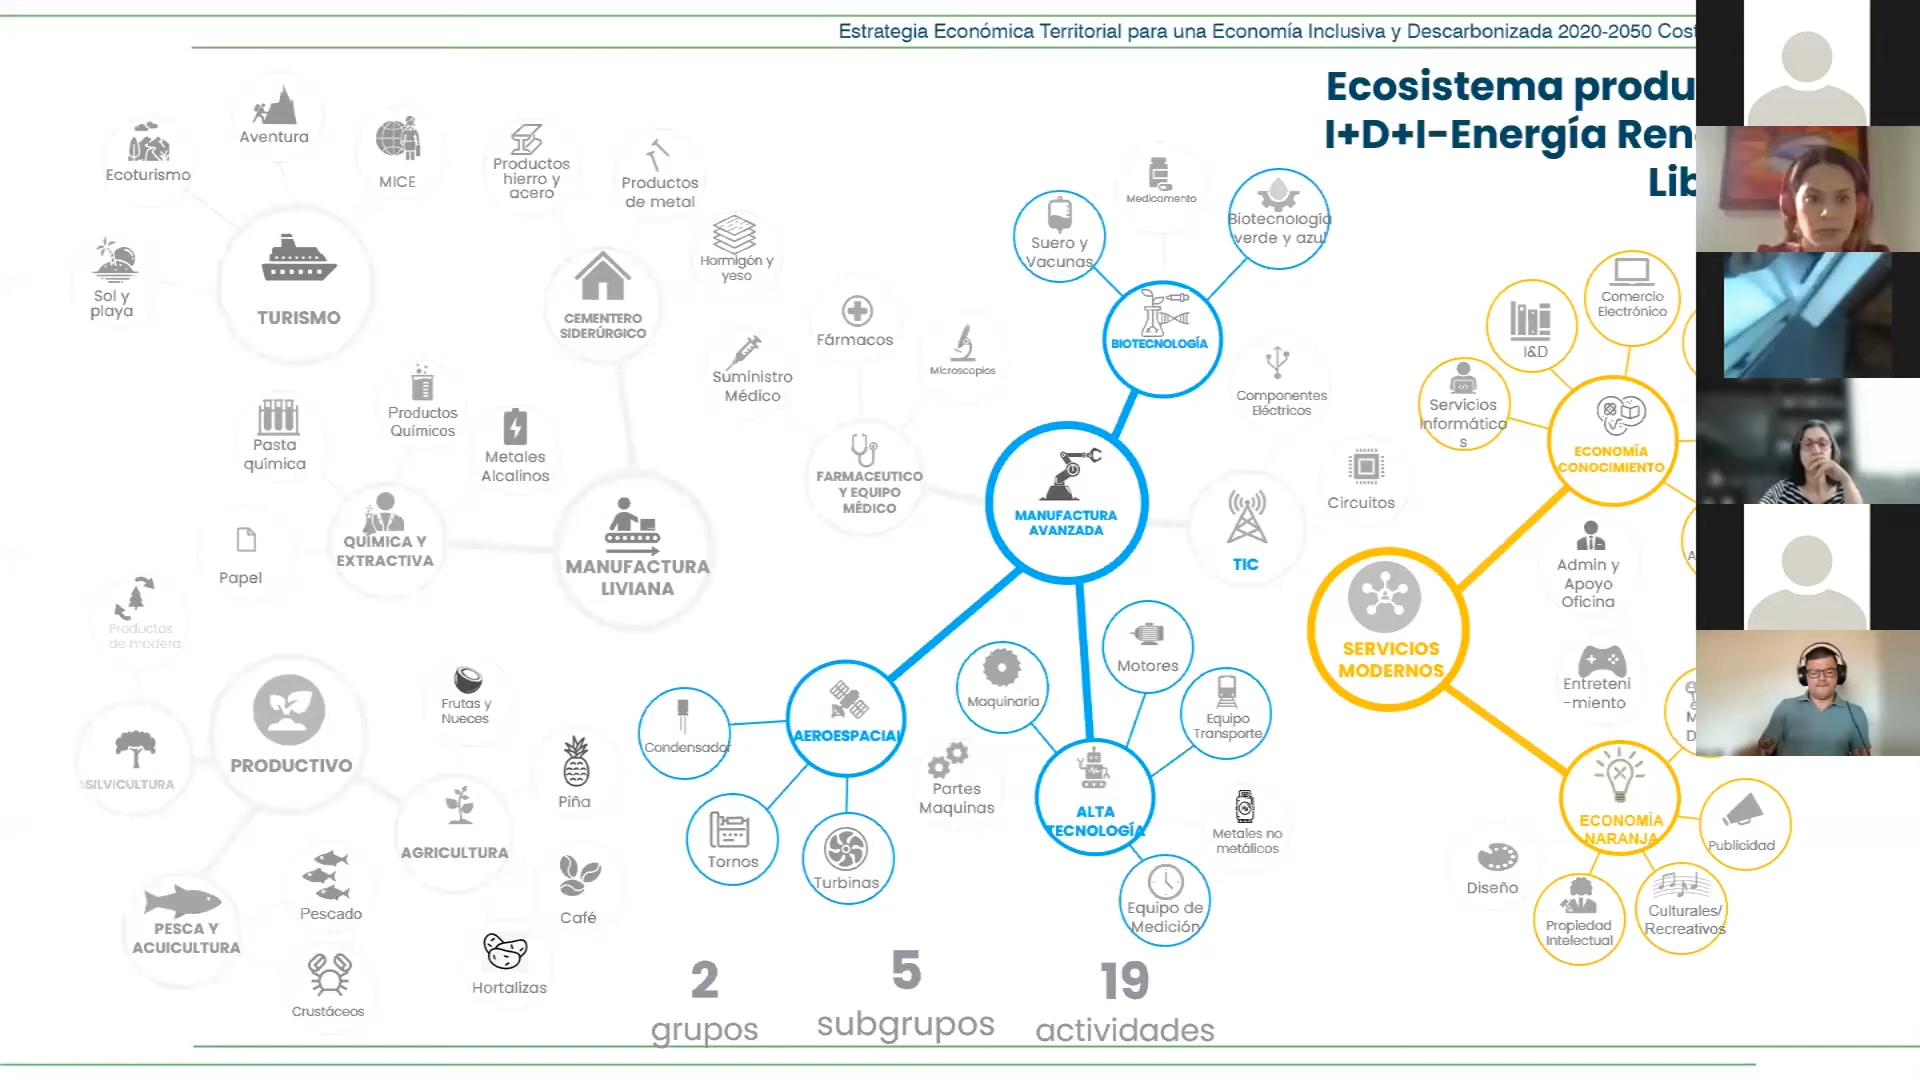 Estrategia Económica Territorial para una Economía Inclusiva y Descarbonizada 2020-2050
Ecosistema produ
I+D+I-Energía Ren
Lib
Aventura
Ecoturismo
MICE
Sol y
playa
TURISMO
Productos
hierro y
acero
Productos
de metal
Hormigón y
yeso
CEMENTERO
SIDERÚRGICO
Pasta
química
Productos
Químicos
Metales
Alcalinos
Papel
QUÍMICA Y
EXTRACTIVA
MANUFACTURA
LIVIANA
Productos
de madera
SILVICULTURA
PRODUCTIVO
Frutas y
Nueces
Piña
AGRICULTURA
Café
Hortalizas
PESCA Y
ACUICULTURA
Pescado
Crustáceos
Suministro
Médico
Fármacos
Microscopios
FARMACEUTICO
Y EQUIPO
MÉDICO
Suero y
Vacunas
Medicamento
Biotecnología
verde y azul
BIOTECNOLOGÍA
MANUFACTURA
AVANZADA
Componentes
Eléctricos
Circuitos
TIC
AEROESPACIAL
Condensador
Tornos
Turbinas
Maquinaria
Motores
Equipo
Transporte
Partes
Maquinas
ALTA
TECNOLOGÍA
Metales no
metálicos
Equipo de
Medición
Servicios
Informático
s
I&D
Comercio
Electrónico
ECONOMÍA
CONOCIMIENTO
Admin y
Apoyo
Oficina
SERVICIOS
MODERNOS
Entreteni
-miento
ECONOMÍA
NARANJA
Publicidad
Diseño
Propiedad
Intelectual
Culturales/
Recreativos
2
grupos
5
subgrupos
19
actividades